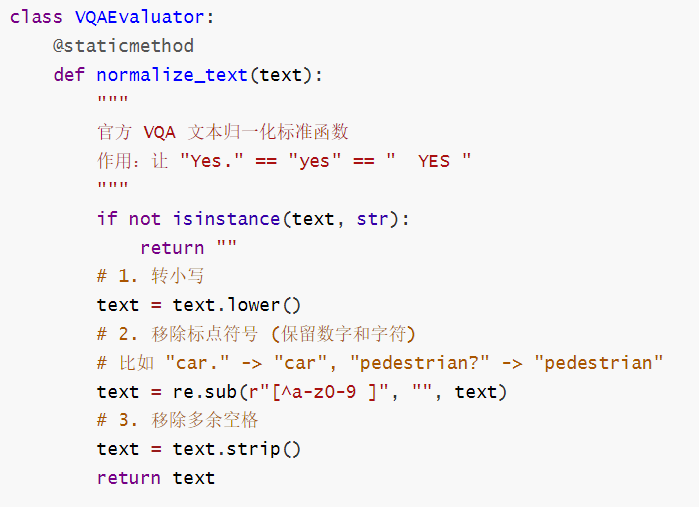 class VQAEvaluator:
    @staticmethod
    def normalize_text(text):
        """
        官方 VQA 文本归一化标准函数
        作用：让 "Yes." == "yes" == "  YES "
        """
        if not isinstance(text, str):
            return ""
        # 1. 转小写
        text = text.lower()
        # 2. 移除标点符号 (保留数字和字符)
        # 比如 "car." -> "car", "pedestrian?" -> "pedestrian"
        text = re.sub(r"[^a-z0-9 ]", "", text)
        # 3. 移除多余空格
        text = text.strip()
        return text